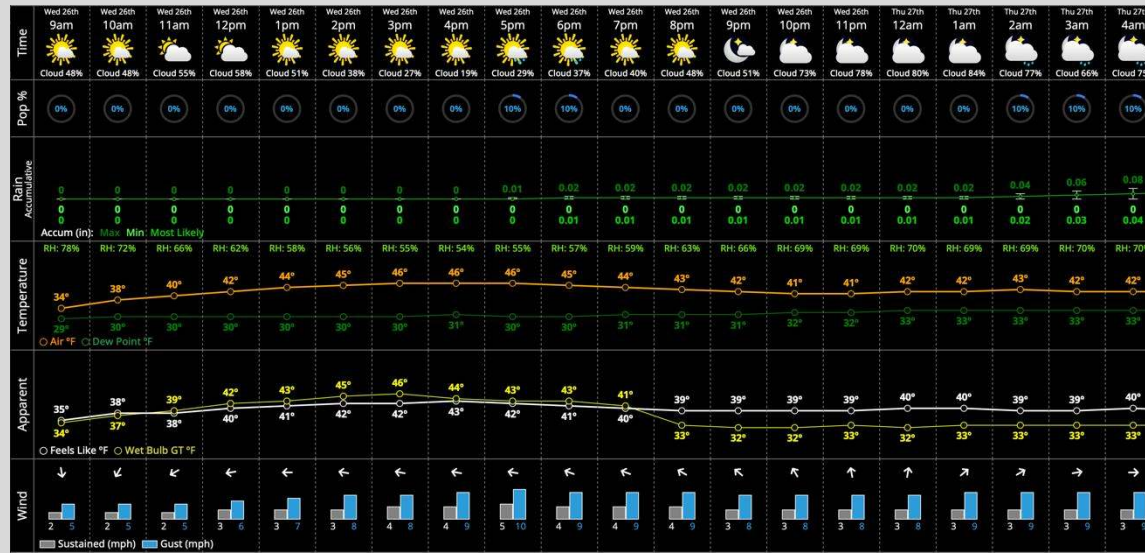 Time
Wed 26th Wed 26th Wed 26th Wed 26th Wed 26th Wed 26th Wed 26th Wed 26th Wed 26th Wed 26th Wed 26th Wed 26th Wed 26th Wed 26th Wed 26th Thu 27th Thu 27th Thu 27th Thu 27th Thu 27th
9am 10am 11am 12pm 1pm 2pm 3pm 4pm 5pm 6pm 7pm 8pm 9pm 10pm 11pm 12am 1am 2am 3am 4am
Cloud 48% Cloud 48% Cloud 55% Cloud 58% Cloud 51% Cloud 38% Cloud 27% Cloud 19% Cloud 29% Cloud 37% Cloud 40% Cloud 48% Cloud 51% Cloud 73% Cloud 78% Cloud 80% Cloud 84% Cloud 77% Cloud 66% Cloud
Pop %
0% 0% 0% 0% 0% 0% 0% 0% 10% 10% 0% 0% 0% 0% 0% 0% 0% 10% 10% 10%
Rain
Accumulative
0 0 0 0 0 0 0 0 0.01 0.02 0.02 0.02 0.02 0.02 0.02 0.02 0.02 0.04 0.06 0.08
0 0 0 0 0 0 0 0 0 0 0 0 0 0 0 0 0 0 0 0
0 0 0 0 0 0 0 0 0 0.01 0.01 0.01 0.01 0.01 0.01 0.01 0.01 0.02 0.03 0.04
Accum (in): Max Min Most Likely
Temperature
RH: 78% RH: 72% RH: 66% RH: 62% RH: 58% RH: 56% RH: 55% RH: 54% RH: 55% RH: 57% RH: 59% RH: 63% RH: 66% RH: 69% RH: 69% RH: 70% RH: 69% RH: 69% RH: 70% RH: 70
34° 38° 40° 42° 44° 45° 46° 46° 46° 45° 44° 43° 42° 41° 41° 42° 42° 43° 42° 42°
29° 30° 30° 30° 30° 30° 30° 31° 30° 30° 31° 31° 31° 32° 32° 33° 33° 33° 33° 33°
Air °F Dew Point °F
Apparent
35° 38° 39° 42° 43° 45° 46° 44° 43° 43° 41° 39° 39° 39° 39° 40° 40° 39° 39° 40°
34° 37° 38° 40° 41° 42° 42° 43° 42° 41° 40° 33° 32° 32° 33° 32° 33° 33° 33° 33°
Feels Like °F Wet Bulb GT °F
Wind
2 5 2 5 2 5 3 6 3 7 3 8 4 8 4 9 5 10 4 9 4 9 4 9 3 8 3 8 3 8 3 8 3 9 3 9 3 9 3 9
Sustained (mph) Gust (mph)